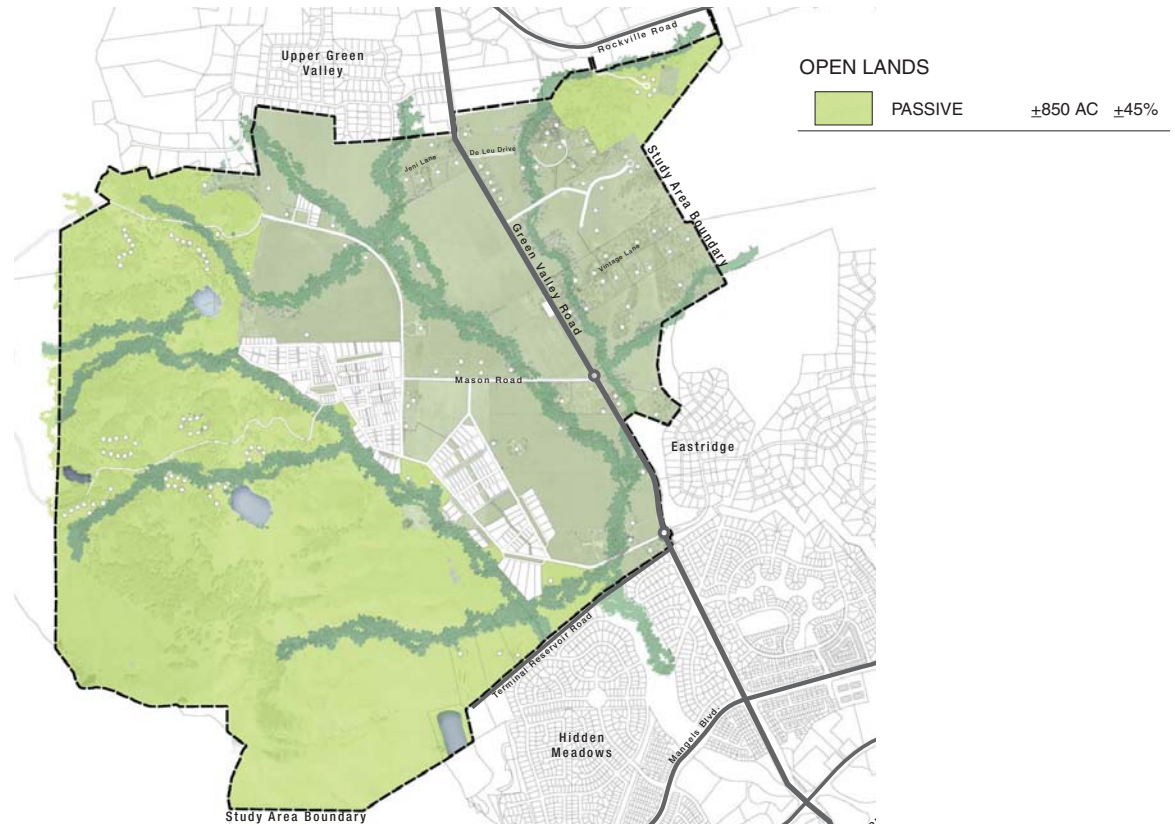 Rockville Road
Upper Green
Valley
OPEN LANDS
PASSIVE ±850 AC ±45%
De Leu Drive
Jeni Lane
Study Area Boundary
Green Valley Road
Vintage Lane
Mason Road
Eastridge
Terminal Reservoir Road
Hidden
Meadows
Mangels Blvd.
Study Area Boundary